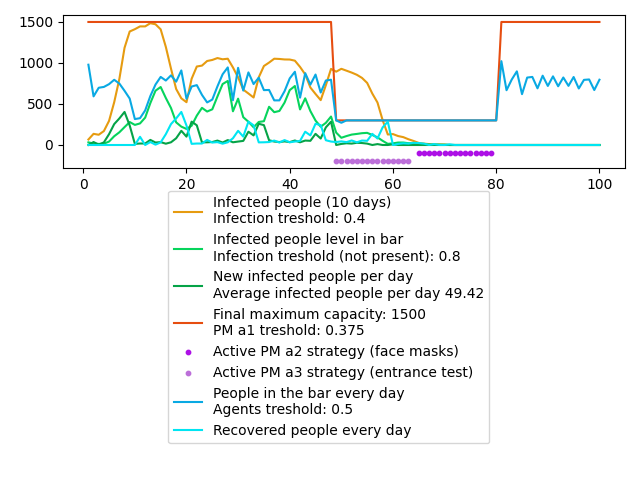 1500
1000
500
0
0
20
40
60
80
100
Infected people (10 days)
Infection treshold: 0.4
Infected people level in bar
Infection treshold (not present): 0.8
New infected people per day
Average infected people per day 49.42
Final maximum capacity: 1500
PM a1 treshold: 0.375
Active PM a2 strategy (face masks)
Active PM a3 strategy (entrance test)
People in the bar every day
Agents treshold: 0.5
Recovered people every day